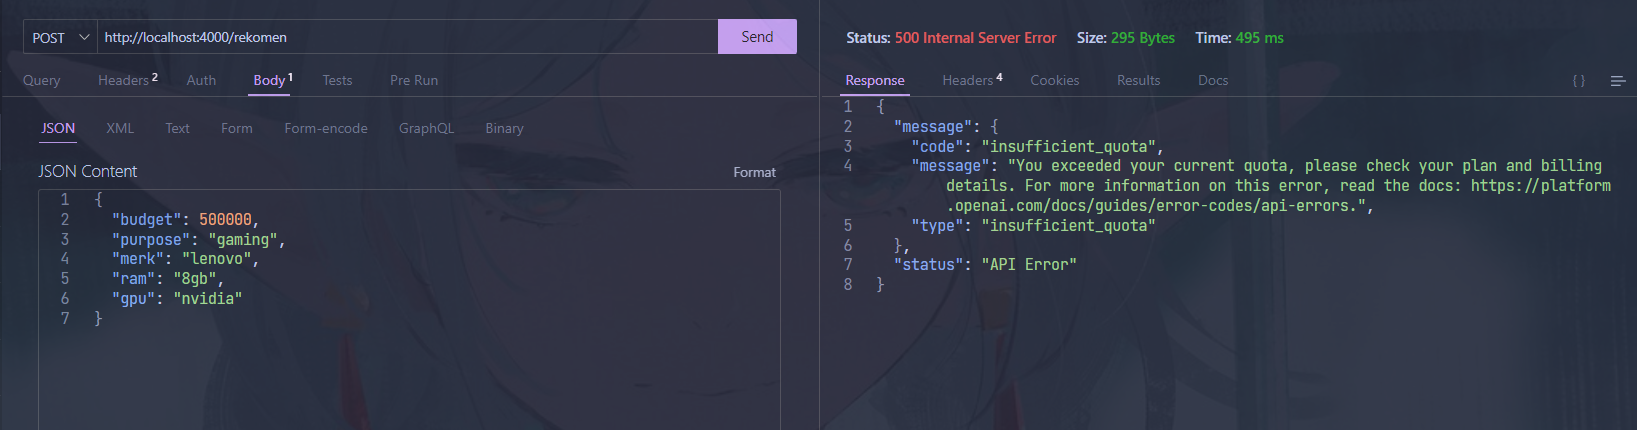 POST http://localhost:4000/rekomen Send
Query Headers 2 Auth Body 1 Tests Pre Run
JSON XML Text Form Form-encode GraphQL Binary
JSON Content Format
1 {
2 "budget": 500000,
3 "purpose": "gaming",
4 "merk": "lenovo",
5 "ram": "8gb",
6 "gpu": "nvidia"
7 }
Status: 500 Internal Server Error Size: 295 Bytes Time: 495 ms
Response Headers 4 Cookies Results Docs { }
1 {
2 "message": {
3 "code": "insufficient_quota",
4 "message": "You exceeded your current quota, please check your plan and billing
details. For more information on this error, read the docs: https://platform
.openai.com/docs/guides/error-codes/api-errors.",
5 "type": "insufficient_quota"
6 },
7 "status": "API Error"
8 }